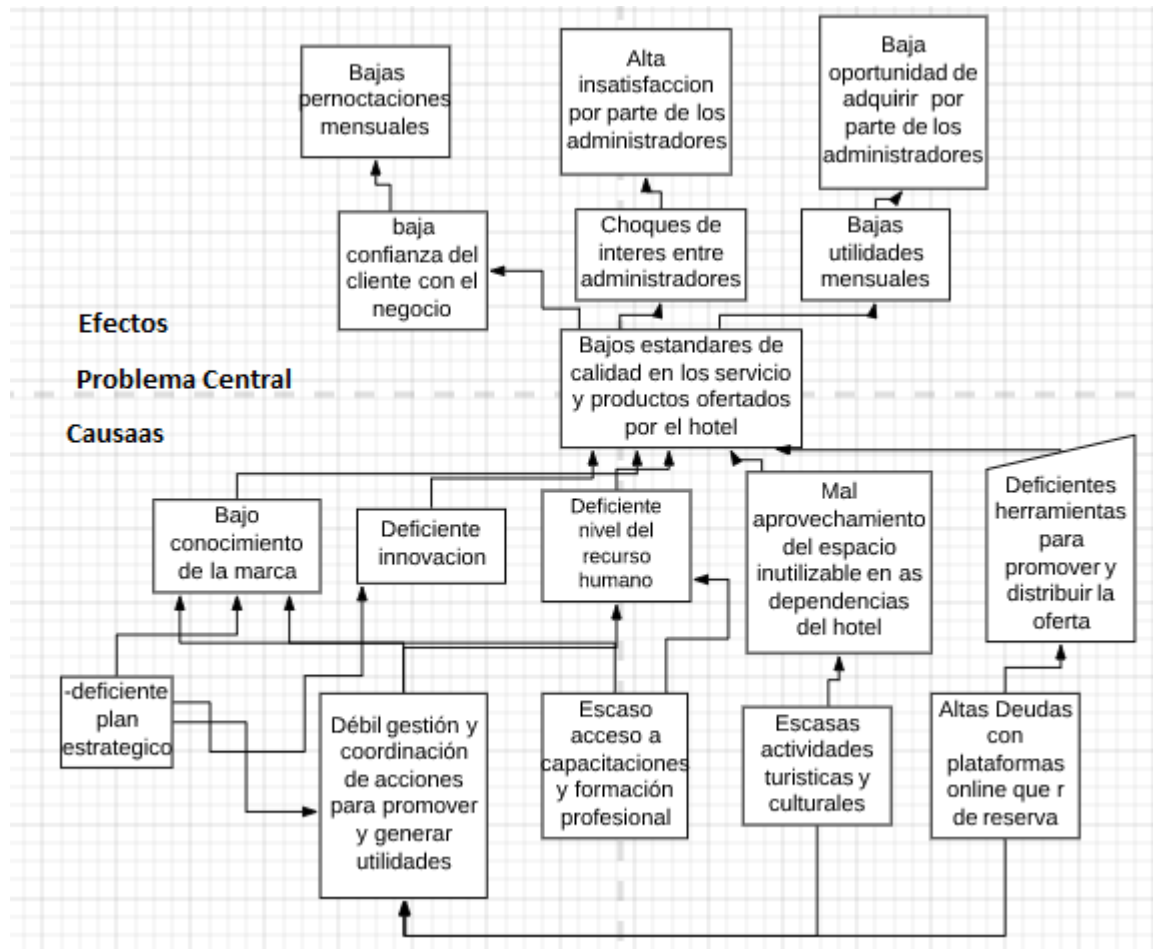 Bajas
pernoctaciones
mensuales
Alta
insatisfaccion
por parte de los
administradores
Baja
oportunidad de
adquirir por
parte de los
administradores
baja
confianza del
cliente con el
negocio
Choques de
interes entre
administradores
Bajas
utilidades
mensuales
Efectos
Problema Central
Causaas
Bajos estandares de
calidad en los servicio
y productos ofertados
por el hotel
Bajo
conocimiento
de la marca
Deficiente
innovacion
Deficiente
nivel del
recurso
humano
Mal
aprovechamiento
del espacio
inutilizable en as
dependencias
del hotel
Deficientes
herramientas
para
promover y
distribuir la
oferta
-deficiente
plan
estrategico
Débil gestión y
coordinación
de acciones
para promover
y generar
utilidades
Escaso
acceso a
capacitaciones
y formación
profesional
Escasas
actividades
turisticas y
culturales
Altas Deudas
con
plataformas
online que r
de reserva